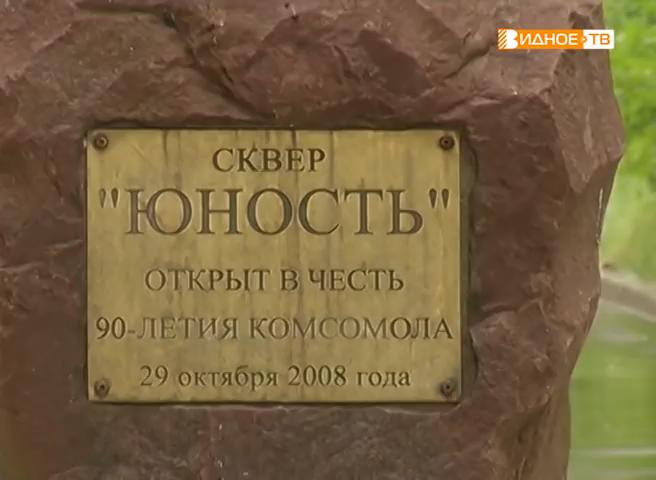 ВИДНОЕ ТВ
СКВЕР
"ЮНОСТЬ"
ОТКРЫТ В ЧЕСТЬ
90-ЛЕТИЯ КОМСОМОЛА
29 октября 2008 года